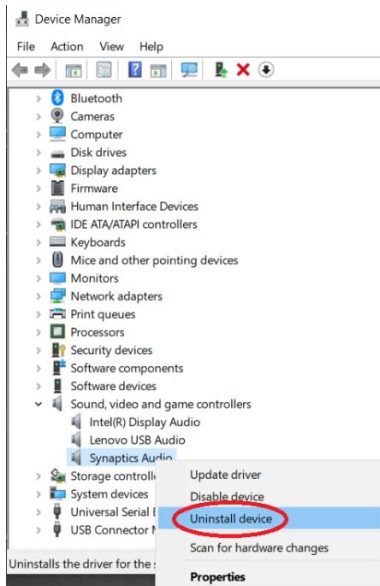 Device Manager
File Action View Help
Bluetooth
Cameras
Computer
Disk drives
Display adapters
Firmware
Human Interface Devices
IDE ATA/ATAPI controllers
Keyboards
Mice and other pointing devices
Monitors
Network adapters
Print queues
Processors
Security devices
Software components
Software devices
Sound, video and game controllers
Intel(R) Display Audio
Lenovo USB Audio
Synaptics Audio
Storage controlle
System devices
Universal Serial
USB Connector
Update driver
Disable device
Uninstall device
Scan for hardware changes
Properties
Uninstalls the driver for the